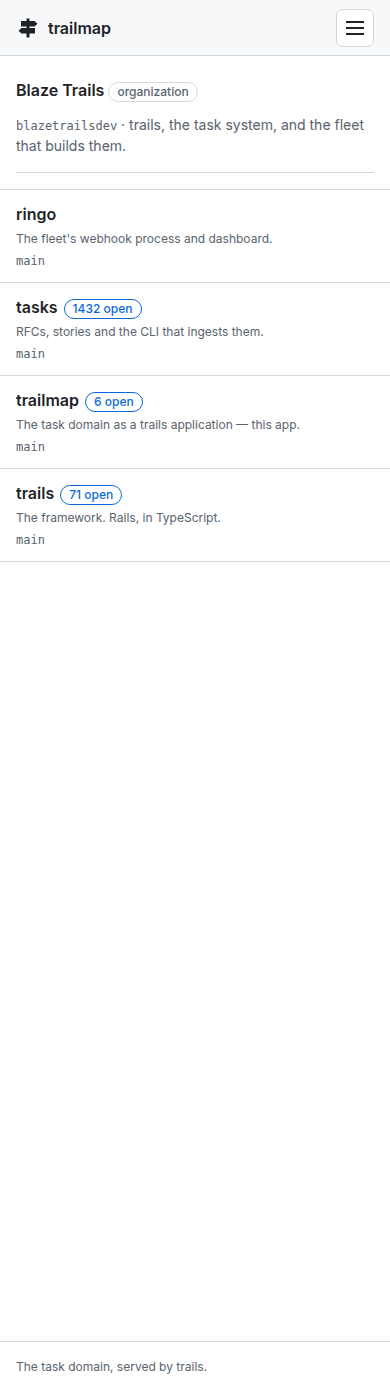 trailmap
Blaze Trails organization
blazetrailsdev · trails, the task system, and the fleet
that builds them.
ringo
The fleet's webhook process and dashboard.
main
tasks 1432 open
RFCs, stories and the CLI that ingests them.
main
trailmap 6 open
The task domain as a trails application — this app.
main
trails 71 open
The framework. Rails, in TypeScript.
main
The task domain, served by trails.